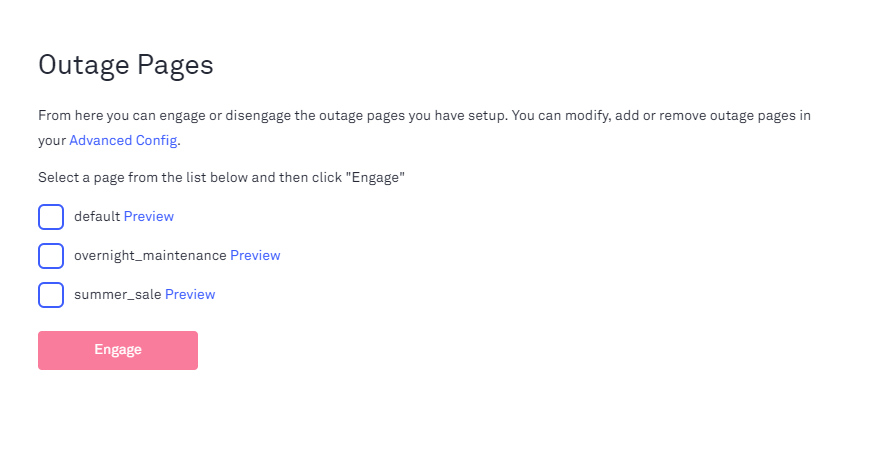 Outage Pages
From here you can engage or disengage the outage pages you have setup. You can modify, add or remove outage pages in
your Advanced Config.
Select a page from the list below and then click "Engage"
default Preview
overnight_maintenance Preview
summer_sale Preview
Engage